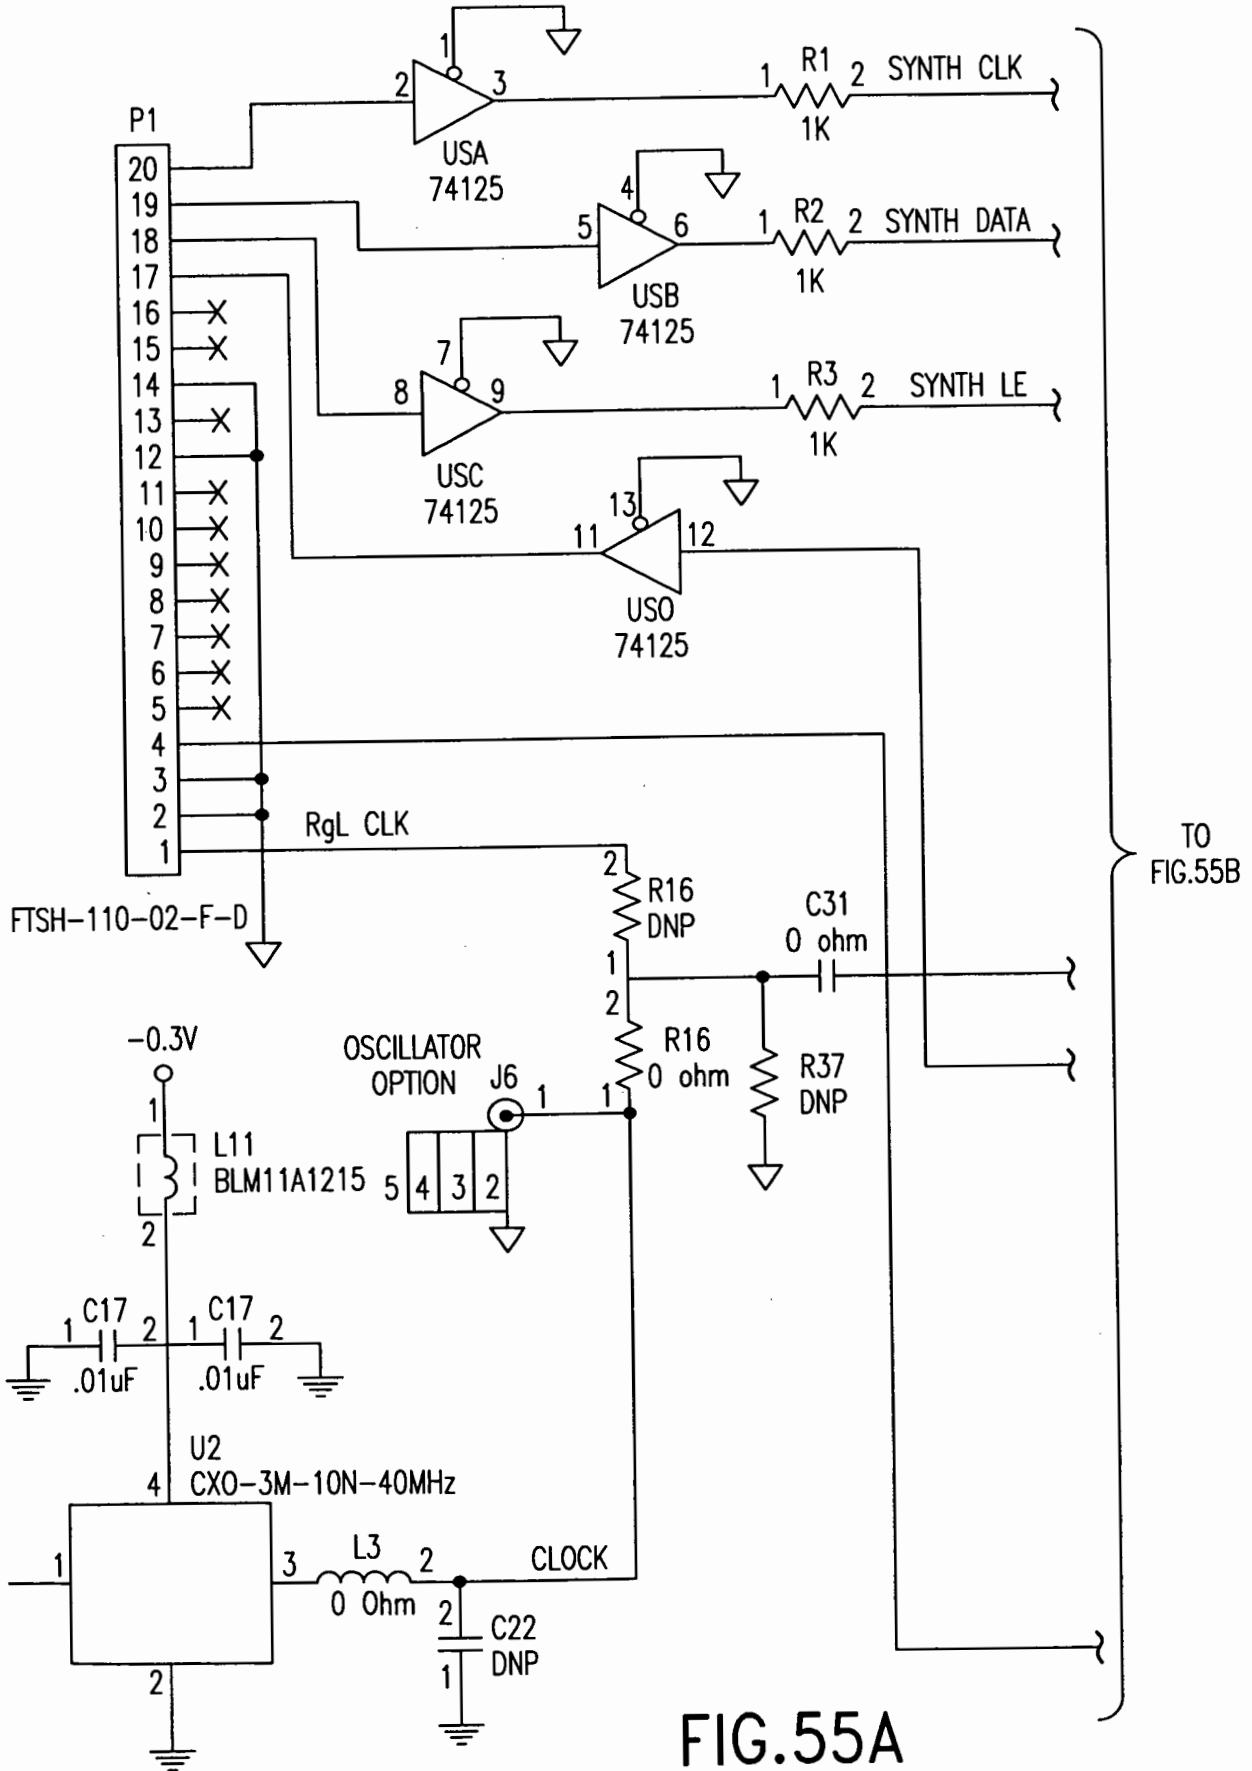 P1
20
19
18
17
16
15
14
13
12
11
10
9
8
7
6
5
4
3
2
1
FTSH-110-02-F-D
1
2 3
USA
74125
1 R1 2 SYNTH CLK
1K
4
5 6
USB
74125
1 R2 2 SYNTH DATA
1K
7
8 9
USC
74125
1 R3 2 SYNTH LE
1K
13
11 12
USO
74125
RgL CLK
2
R16
DNP
1
2
R16
0 ohm
1
C31
0 ohm
R37
DNP
TO
FIG.55B
OSCILLATOR
OPTION
J6
1
5 4 3 2
-0.3V
1
L11
BLM11A1215
2
1 C17 2
.01uF
1 C17 2
.01uF
U2
CXO-3M-10N-40MHz
4
1
3
2
L3
2
0 Ohm
CLOCK
2
C22
DNP
1
FIG.55A